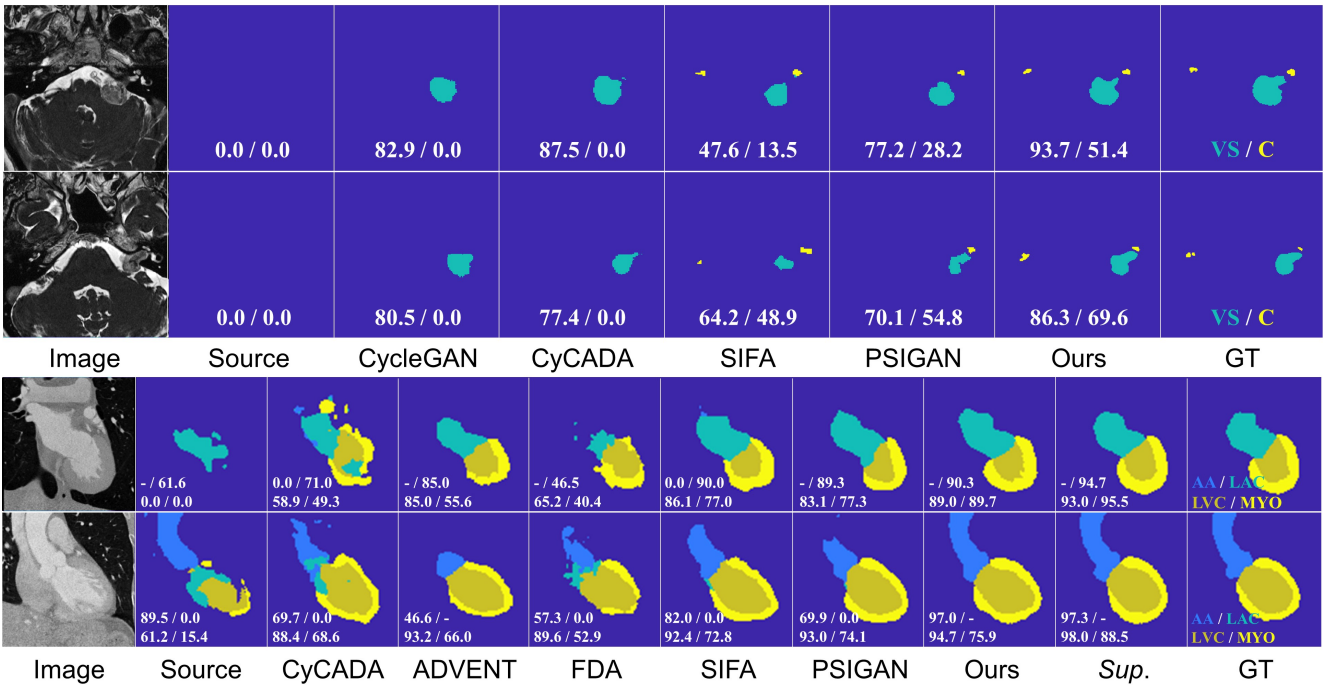 0.0 / 0.0 82.9 / 0.0 87.5 / 0.0 47.6 / 13.5 77.2 / 28.2 93.7 / 51.4 VS / C
0.0 / 0.0 80.5 / 0.0 77.4 / 0.0 64.2 / 48.9 70.1 / 54.8 86.3 / 69.6 VS / C
Image Source CycleGAN CyCADA SIFA PSIGAN Ours GT
- / 61.6 0.0 / 71.0 - / 85.0 - / 46.5 0.0 / 90.0 - / 89.3 - / 90.3 - / 94.7 AA / LAC
0.0 / 0.0 58.9 / 49.3 85.0 / 55.6 65.2 / 40.4 86.1 / 77.0 83.1 / 77.3 89.0 / 89.7 93.0 / 95.5 LVC / MYO
89.5 / 0.0 69.7 / 0.0 46.6 / - 57.3 / 0.0 82.0 / 0.0 69.9 / 0.0 97.0 / - 97.3 / - AA / LAC
61.2 / 15.4 88.4 / 68.6 93.2 / 66.0 89.6 / 52.9 92.4 / 72.8 93.0 / 74.1 94.7 / 75.9 98.0 / 88.5 LVC / MYO
Image Source CyCADA ADVENT FDA SIFA PSIGAN Ours Sup. GT